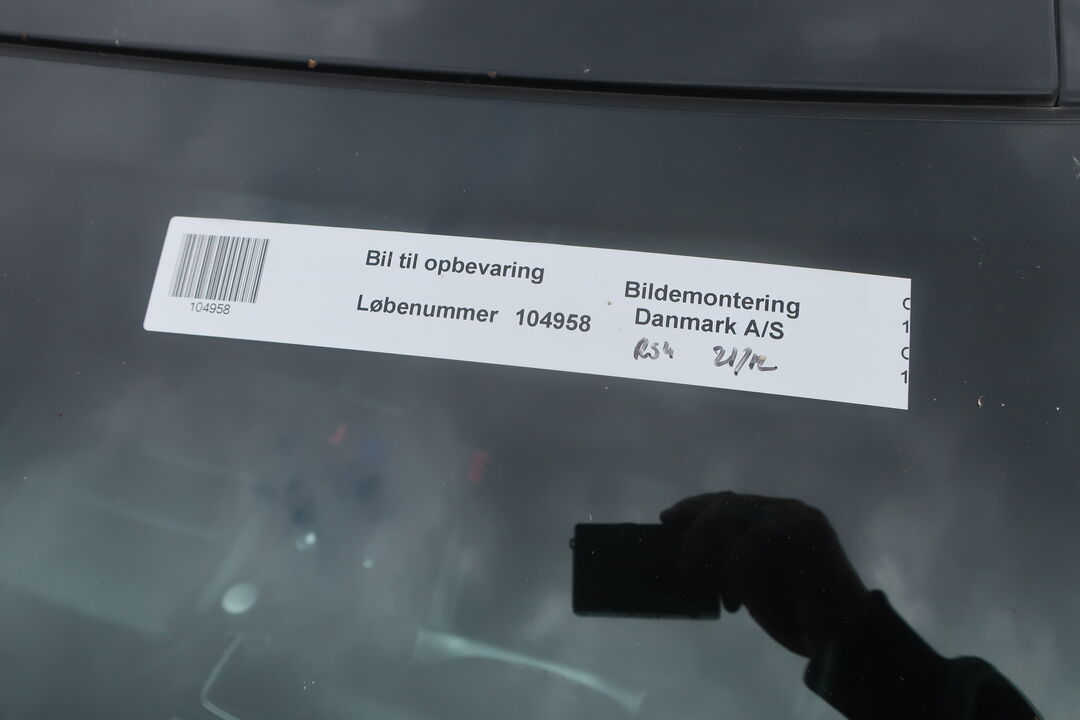 104958
Bil til opbevaring
Løbenummer 104958
Bildemontering
Danmark A/S
RS4 21/12